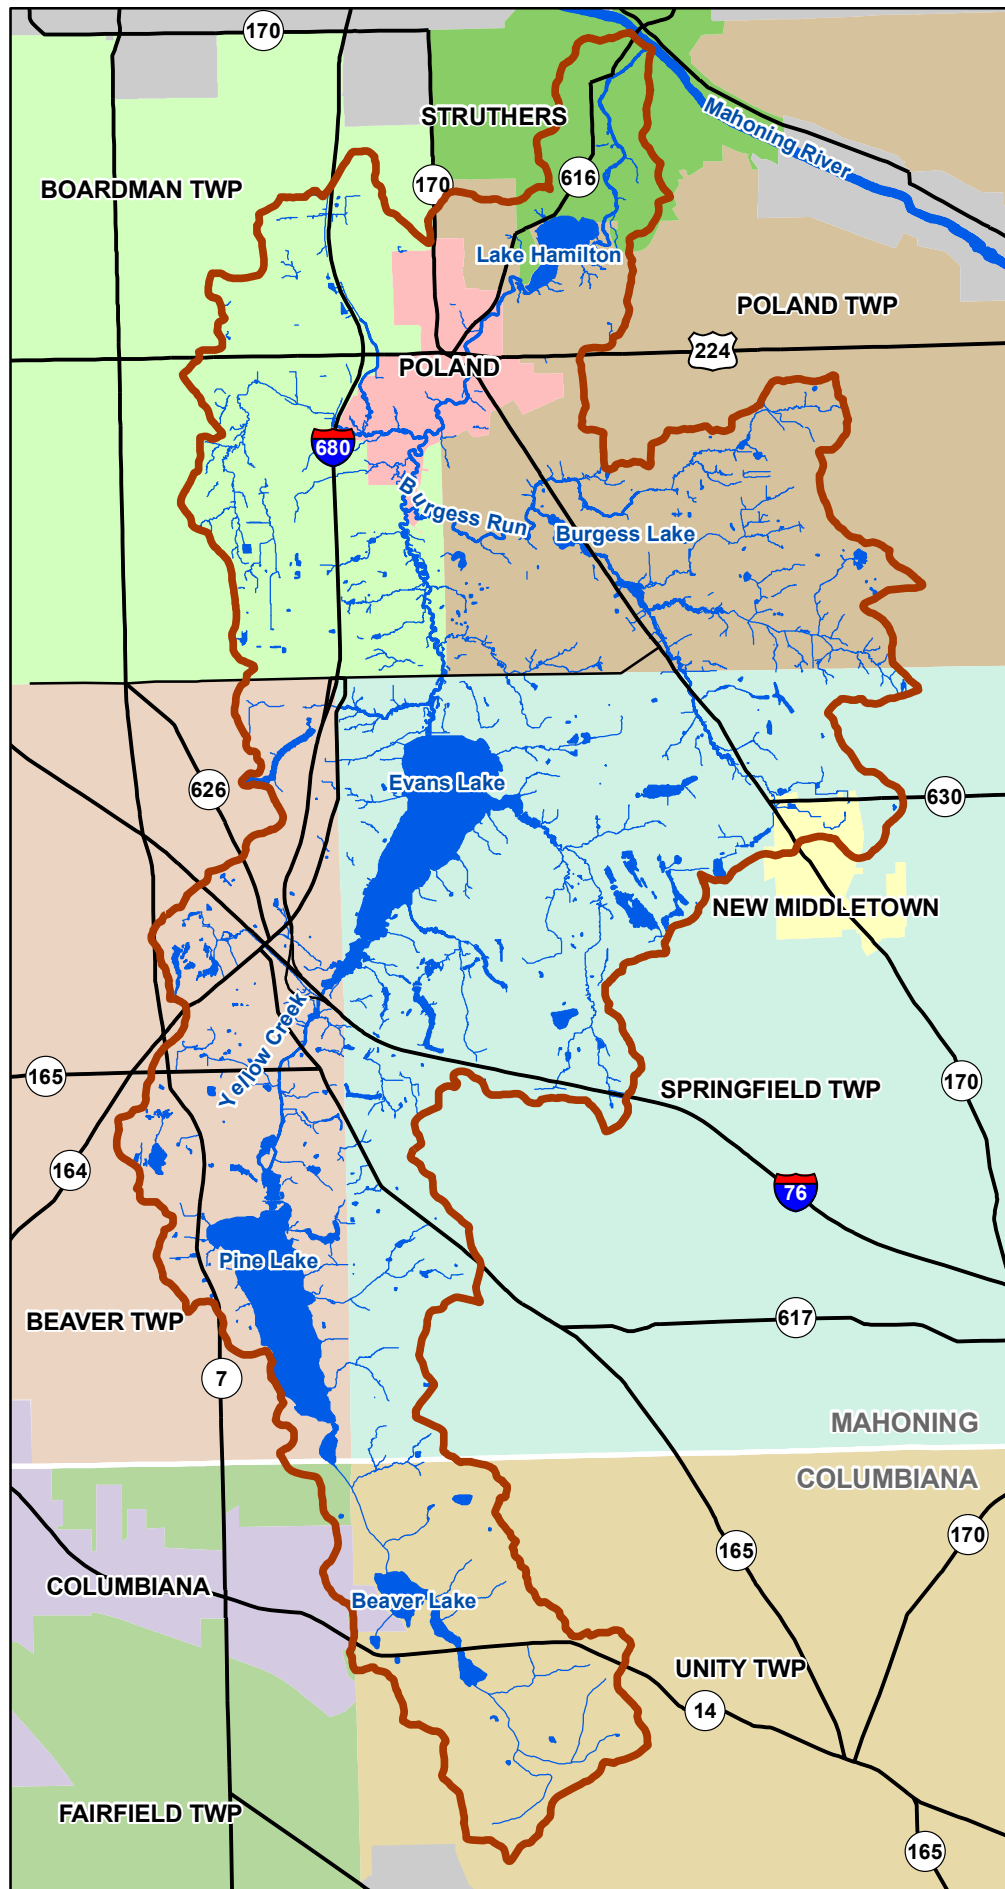 170
STRUTHERS
Mahoning River
170
616
BOARDMAN TWP
Lake Hamilton
POLAND TWP
224
POLAND
680
Burgess Run
Burgess Lake
Evans Lake
626
630
NEW MIDDLETOWN
Yellow Creek
165
SPRINGFIELD TWP
170
164
76
Pine Lake
BEAVER TWP
617
7
MAHONING
COLUMBIANA
170
165
COLUMBIANA
Beaver Lake
UNITY TWP
14
FAIRFIELD TWP
165